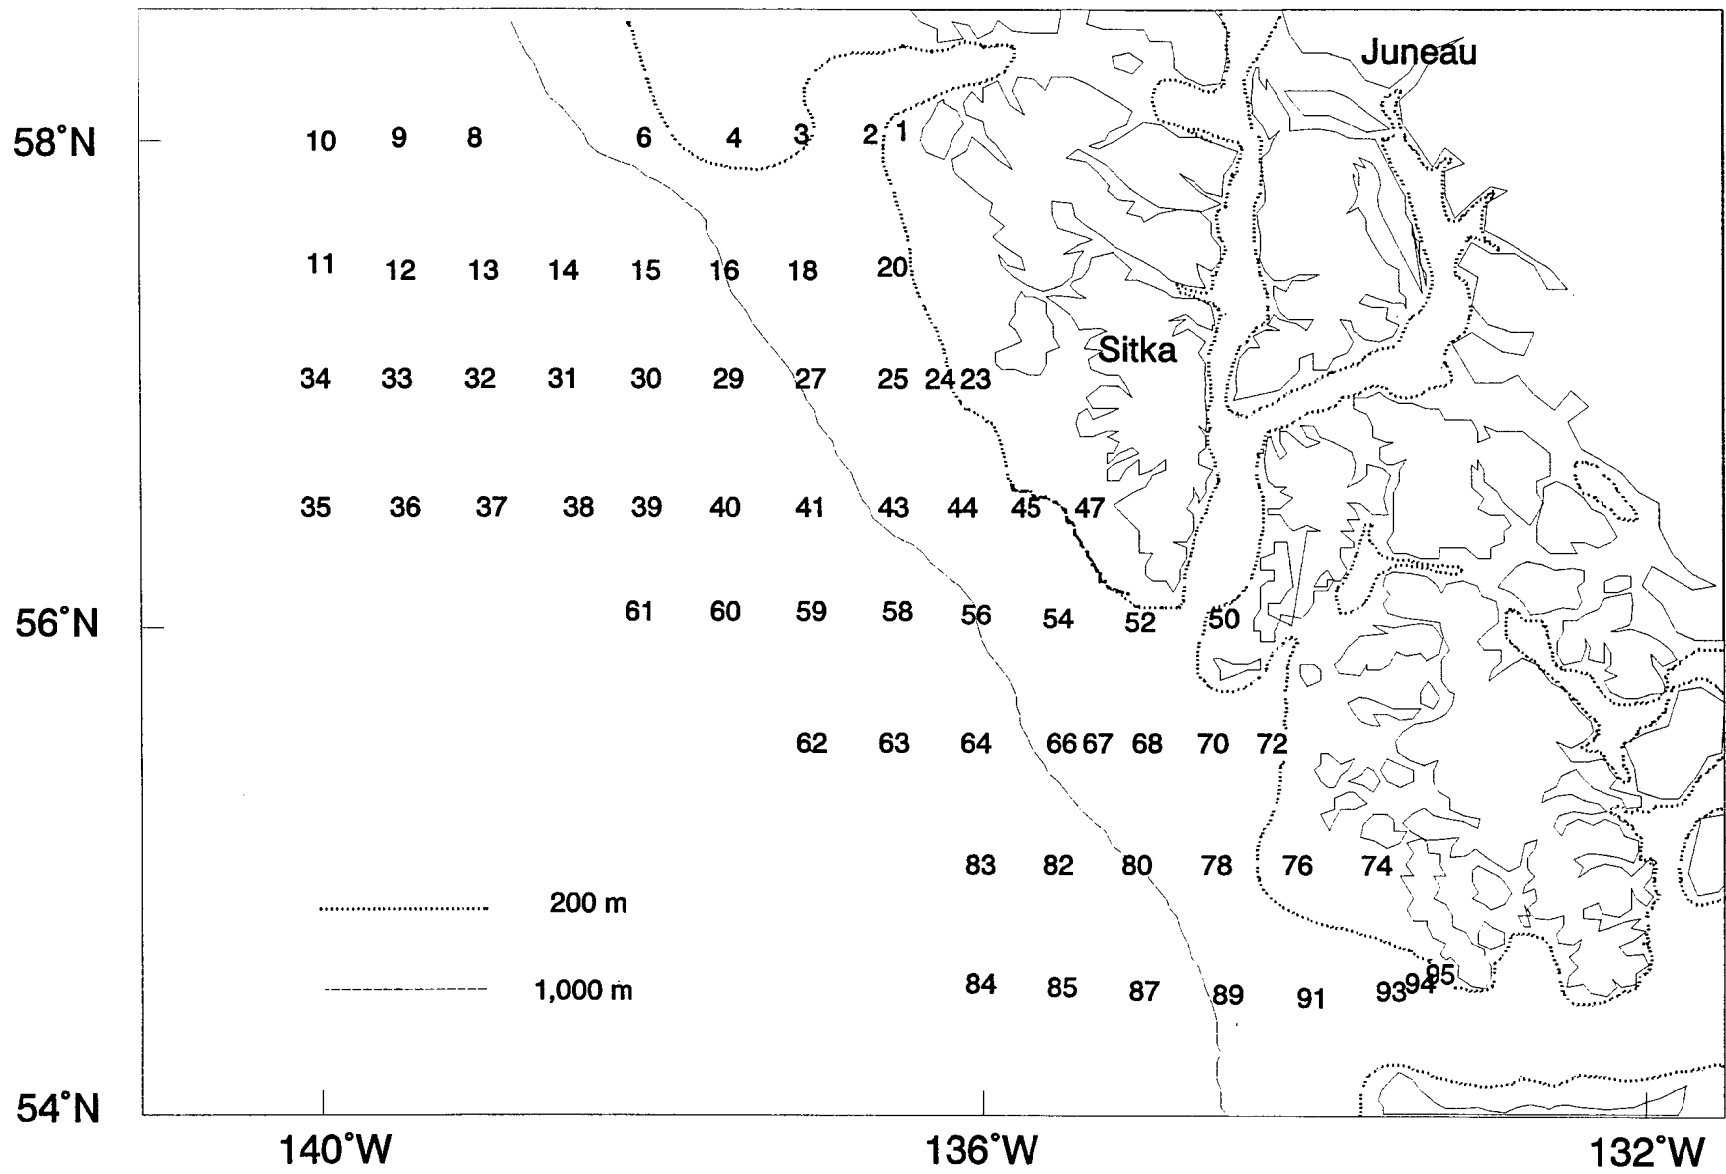 Juneau
58°N
10 9 8 6 4 3 2 1
11 12 13 14 15 16 18 20
Sitka
34 33 32 31 30 29 27 25 24 23
35 36 37 38 39 40 41 43 44 45 47
56°N
61 60 59 58 56 54 52 50
62 63 64 66 67 68 70 72
83 82 80 78 76 74
200 m
84 85 87 89 91 93 94 95
1,000 m
54°N
140°W 136°W 132°W